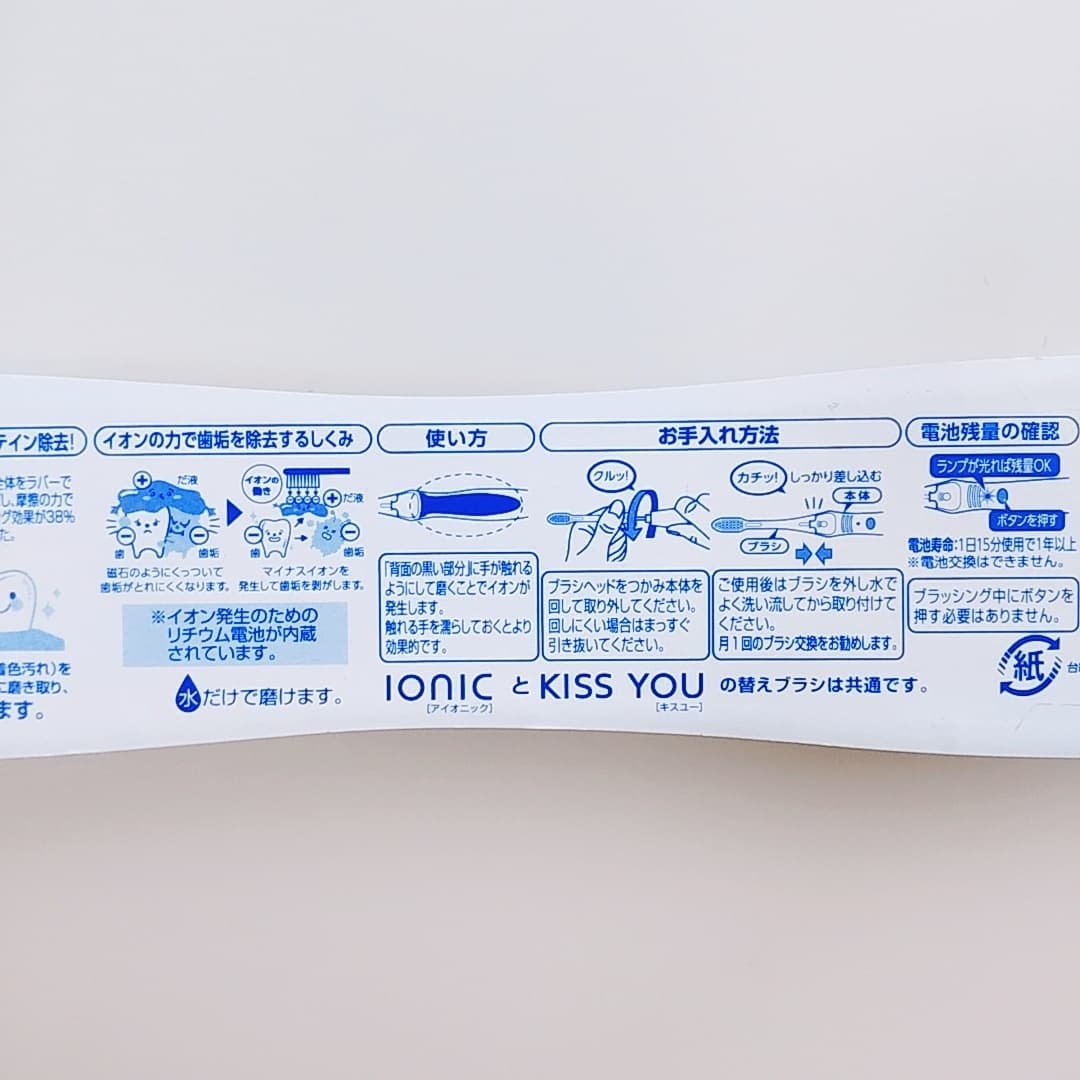 テイン除去!
全体をラバーで
し、摩擦の力で
グ効果が38%
た。
着色汚れ)を
に磨き取り、
ます。
イオンの力で歯垢を除去するしくみ
+
だ液
歯
歯垢
磁石のようにくっついて
歯垢がとれにくくなります。
イオンの
働き
+だ液
歯
歯垢
マイナスイオンを
発生して歯垢を剥がします。
※イオン発生のための
リチウム電池が内蔵
されています。
水だけで磨けます。
使い方
「背面の黒い部分」に手が触れる
ようにして磨くことでイオンが
発生します。
触れる手を濡らしておくとより
効果的です。
お手入れ方法
クルッ!
ブラシヘッドをつかみ本体を
回して取り外してください。
回しにくい場合はまっすぐ
引き抜いてください。
カチッ! しっかり差し込む
本体
ブラシ
ご使用後はブラシを外し水で
よく洗い流してから取り付けて
ください。
月1回のブラシ交換をお勧めします。
IONIC と KISS YOU の替えブラシは共通です。
[アイオニック] [キスユー]
電池残量の確認
ランプが光れば残量OK
ボタンを押す
電池寿命:1日15分使用で1年以上
※電池交換はできません。
ブラッシング中にボタンを
押す必要はありません。
紙
台